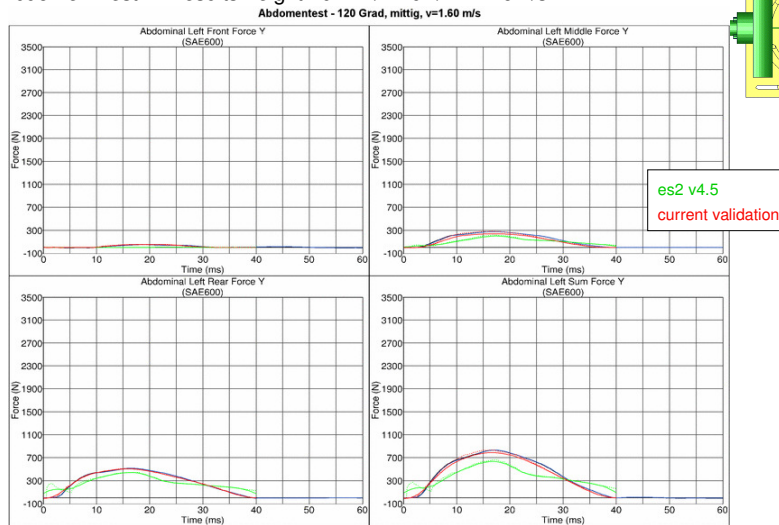 Abdomentest - 120 Grad, mittig, v=1.60 m/s
Abdominal Left Front Force Y
(SAE600)
Force (N)
3500
3100
2700
2300
1900
1500
1100
700
300
-100
0 10 20 30 40 50 60
Time (ms)
Abdominal Left Middle Force Y
(SAE600)
Force (N)
3500
3100
2700
2300
1900
1500
1100
700
300
-100
0 10 20 30 40 50 60
Time (ms)
es2 v4.5
current validation
Abdominal Left Rear Force Y
(SAE600)
Force (N)
3500
3100
2700
2300
1900
1500
1100
700
300
-100
0 10 20 30 40 50 60
Time (ms)
Abdominal Left Sum Force Y
(SAE600)
Force (N)
3500
3100
2700
2300
1900
1500
1100
700
300
-100
0 10 20 30 40 50 60
Time (ms)